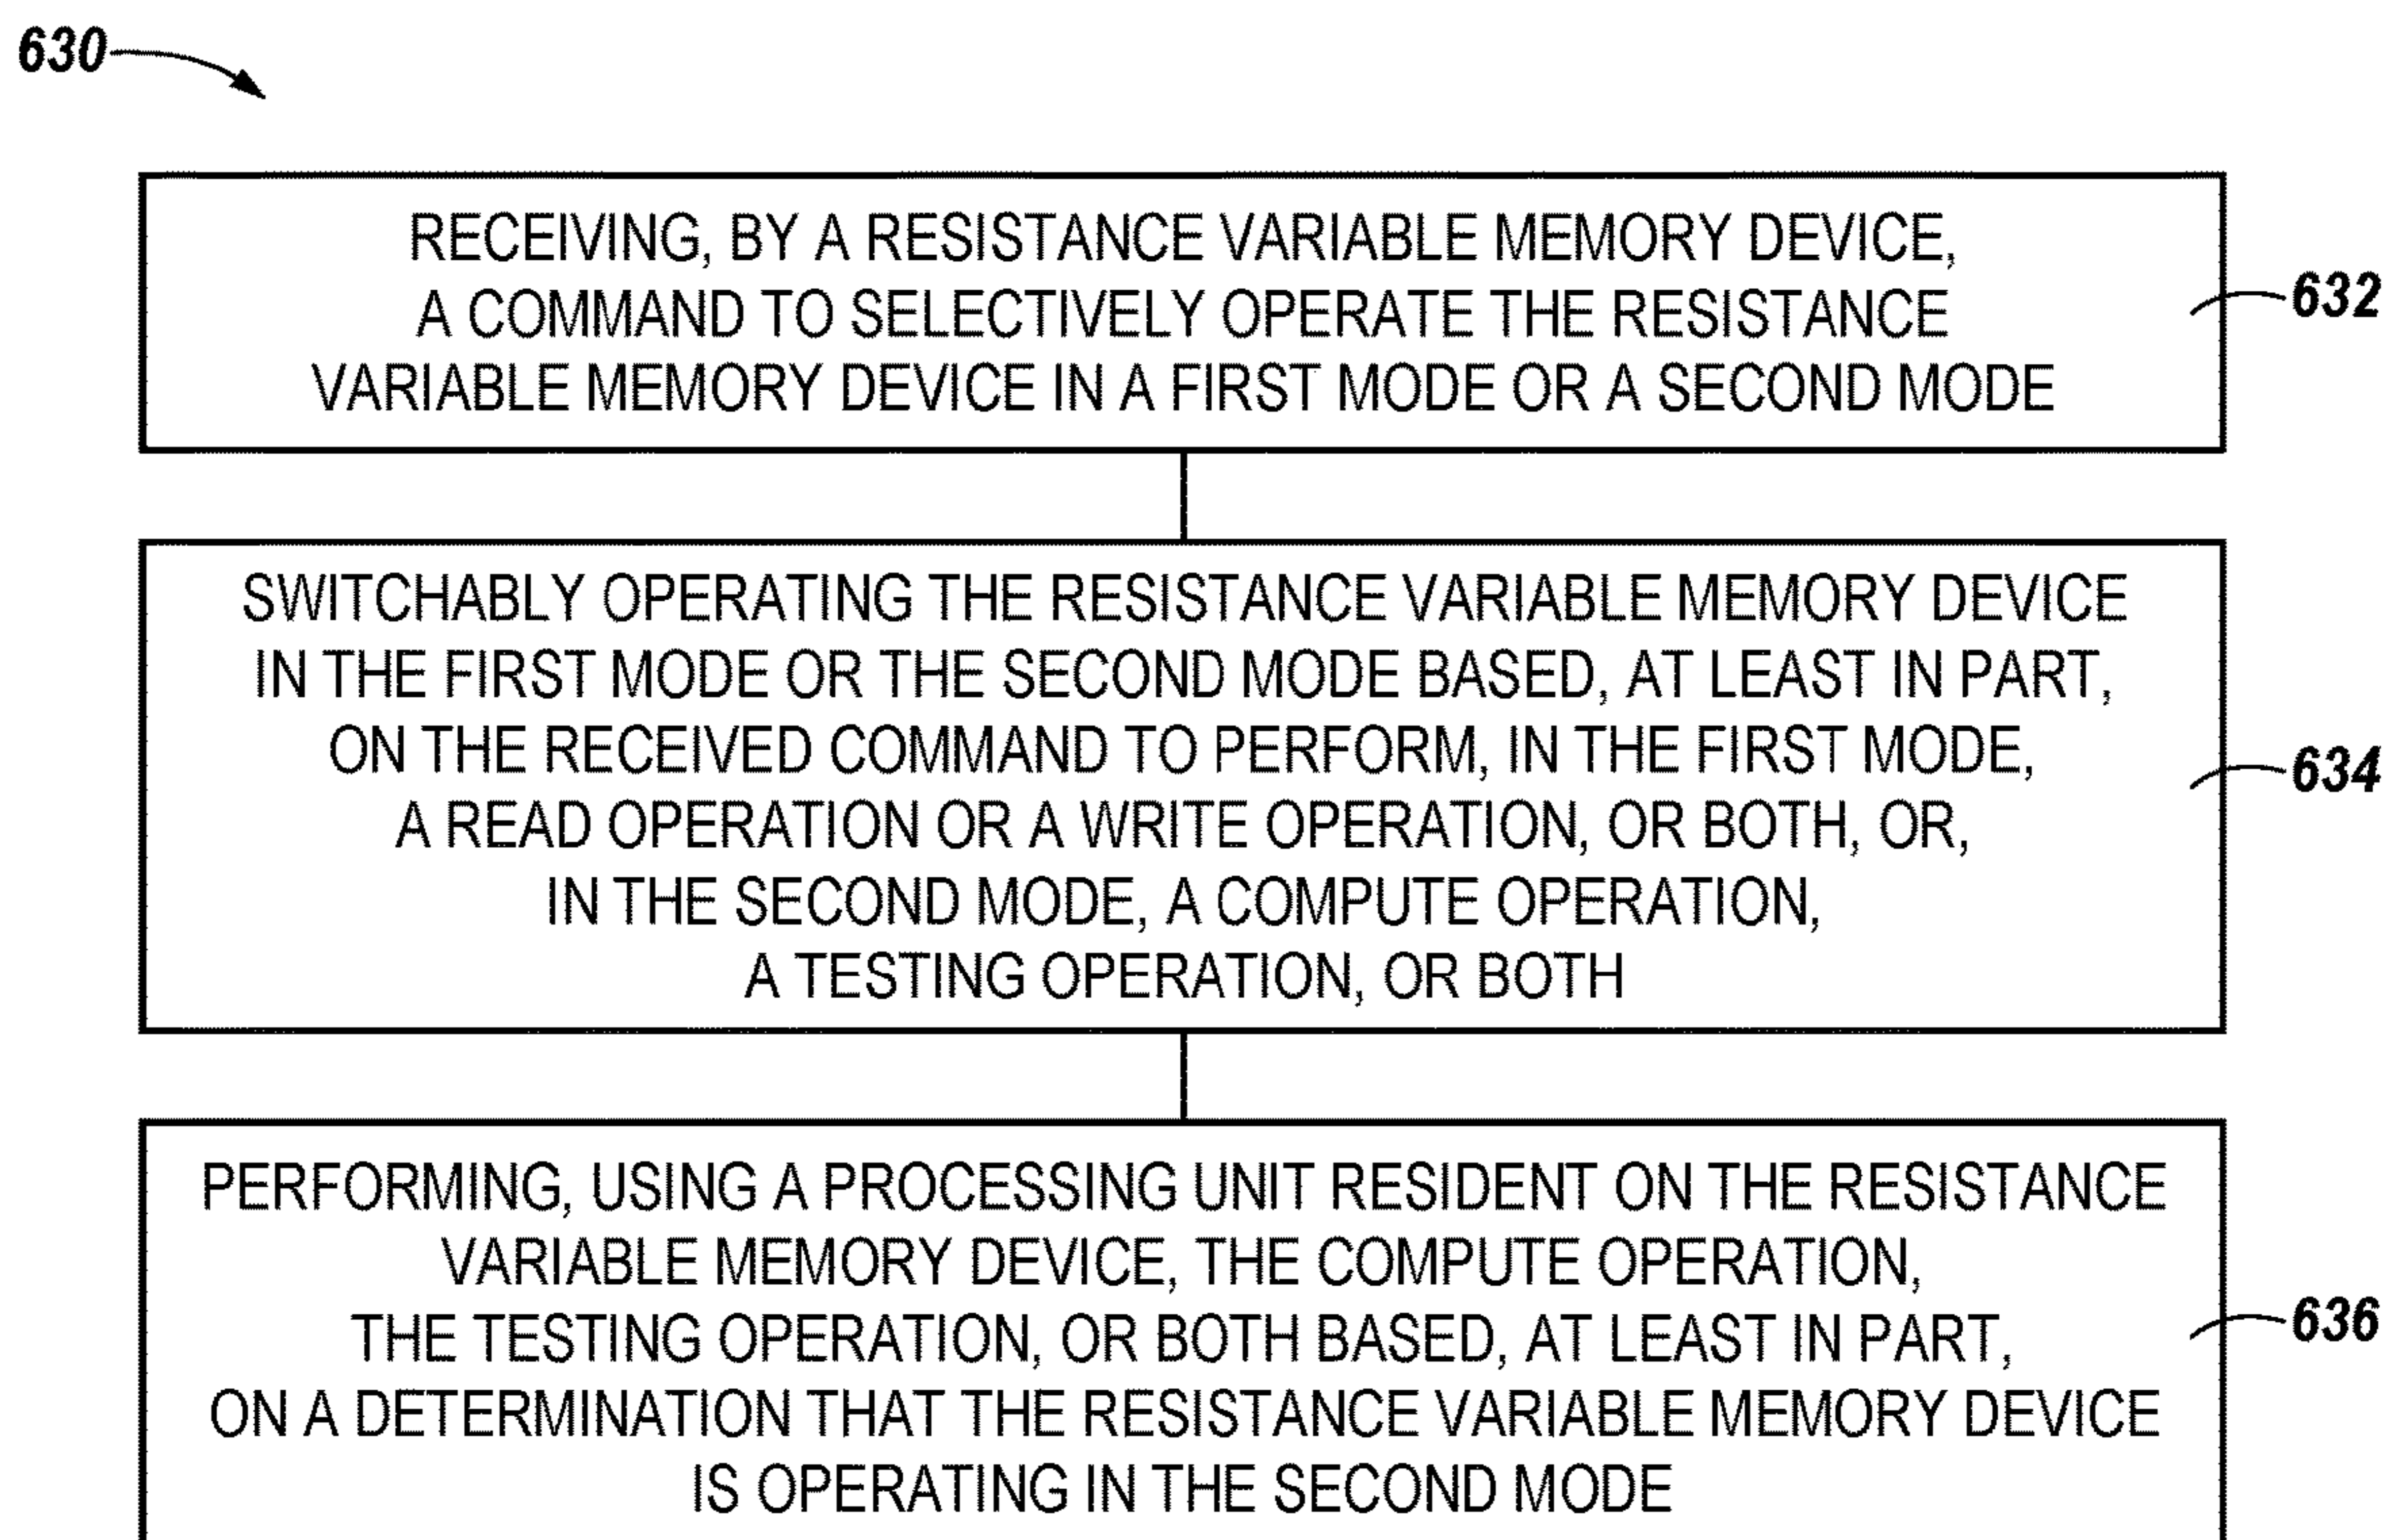 630
RECEIVING, BY A RESISTANCE VARIABLE MEMORY DEVICE,
A COMMAND TO SELECTIVELY OPERATE THE RESISTANCE
VARIABLE MEMORY DEVICE IN A FIRST MODE OR A SECOND MODE
632
SWITCHABLY OPERATING THE RESISTANCE VARIABLE MEMORY DEVICE
IN THE FIRST MODE OR THE SECOND MODE BASED, AT LEAST IN PART,
ON THE RECEIVED COMMAND TO PERFORM, IN THE FIRST MODE,
A READ OPERATION OR A WRITE OPERATION, OR BOTH, OR,
IN THE SECOND MODE, A COMPUTE OPERATION,
A TESTING OPERATION, OR BOTH
634
PERFORMING, USING A PROCESSING UNIT RESIDENT ON THE RESISTANCE
VARIABLE MEMORY DEVICE, THE COMPUTE OPERATION,
THE TESTING OPERATION, OR BOTH BASED, AT LEAST IN PART,
ON A DETERMINATION THAT THE RESISTANCE VARIABLE MEMORY DEVICE
IS OPERATING IN THE SECOND MODE
636